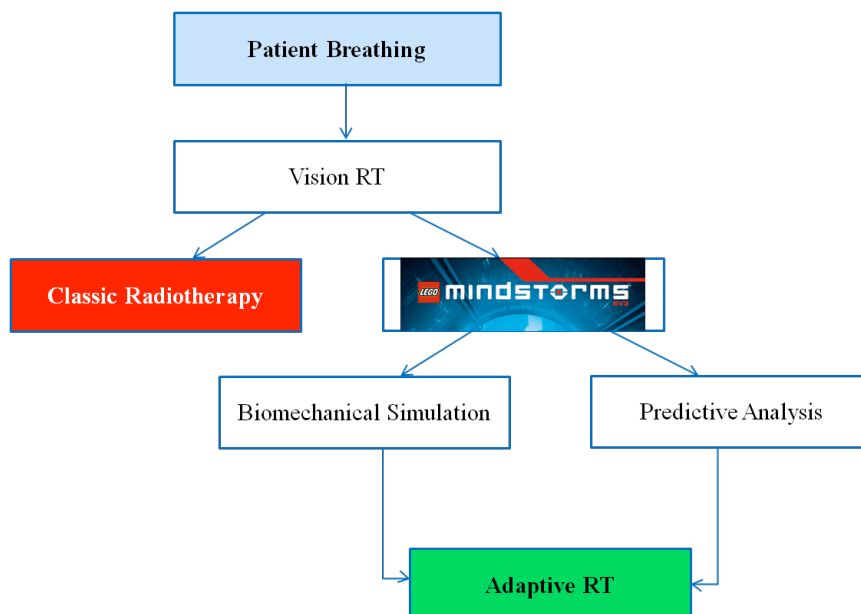 Patient Breathing
Vision RT
Classic Radiotherapy
LEGO mindstorms
EV3
Biomechanical Simulation
Predictive Analysis
Adaptive RT